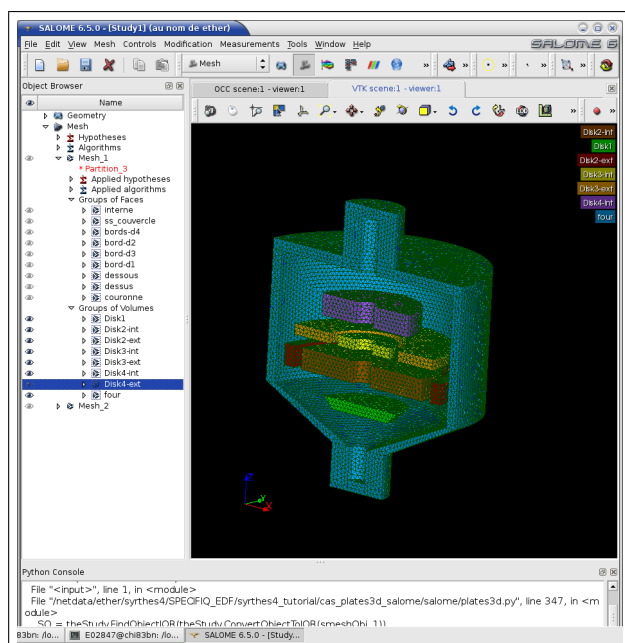 SALOME 6.5.0 - [Study1] (au nom de ether)
File Edit View Mesh Controls Modification Measurements Tools Window Help
SALOME 6
Mesh
Object Browser
OCC scene:1 - viewer:1
VTK scene:1 - viewer:1
Name
Geometry
Mesh
Hypotheses
Algorithms
Mesh_1
* Partition_3
Applied hypotheses
Applied algorithms
Groups of Faces
interne
ss_couvercle
bords-d4
bord-d2
bord-d3
bord-d1
dessous
dessus
couronne
Groups of Volumes
Disk1
Disk2-int
Disk2-ext
Disk3-int
Disk3-ext
Disk4-int
Disk4-ext
four
Mesh_2
Disk2-int
Disk1
Disk2-ext
Disk3-int
Disk3-ext
Disk4-int
four
Z
Y
X
Python Console
File "<input>", line 1, in <module>
File "/netdata/ether/syrthes4/SPECIFIQ_EDF/syrthes4_tutorial/cas_plates3d_salome/salome/plates3d.py", line 347, in <m
odule>
SO = theStudy.FindObjectIOR(theStudy.ConvertObjectToIOR(smeshObj_1))
83bn: /lo...
E02847@chi83bn: /lo...
SALOME 6.5.0 - [Study...